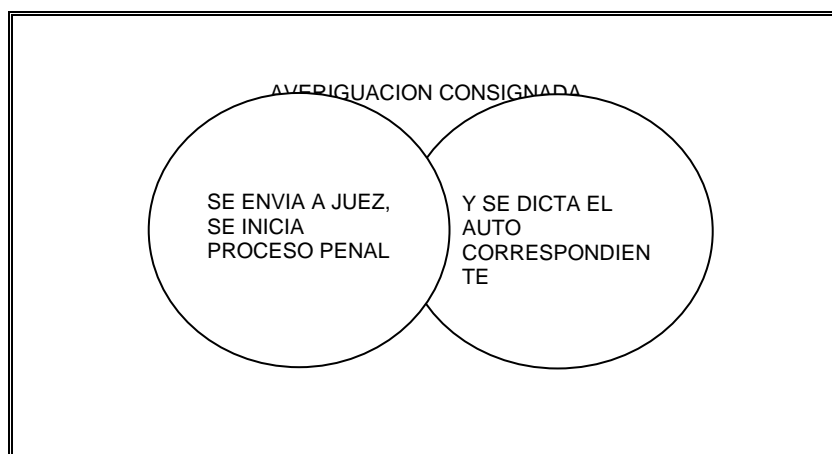 AVERIGUACION CONSIGNADA
SE ENVIA A JUEZ,
SE INICIA
PROCESO PENAL
Y SE DICTA EL
AUTO
CORRESPONDIEN
TE